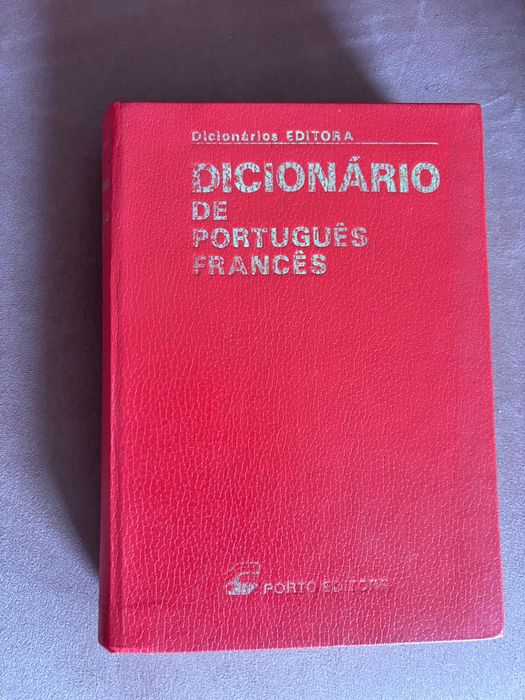 Dicionários EDITORA
DICIONÁRIO
DE
PORTUGUÊS
FRANCÊS
PORTO EDITORA